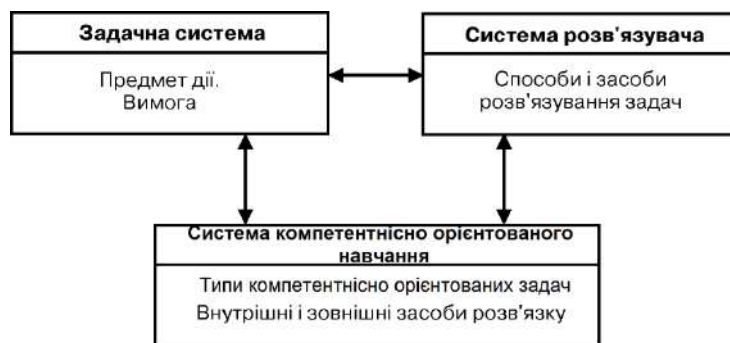 Задачна система
Предмет дії.
Вимога
Система розв'язувача
Способи і засоби
розв'язування задач
Система компетентнісно орієнтованого
навчання
Типи компетентнісно орієнтованих задач
Внутрішні і зовнішні засоби розв'язку